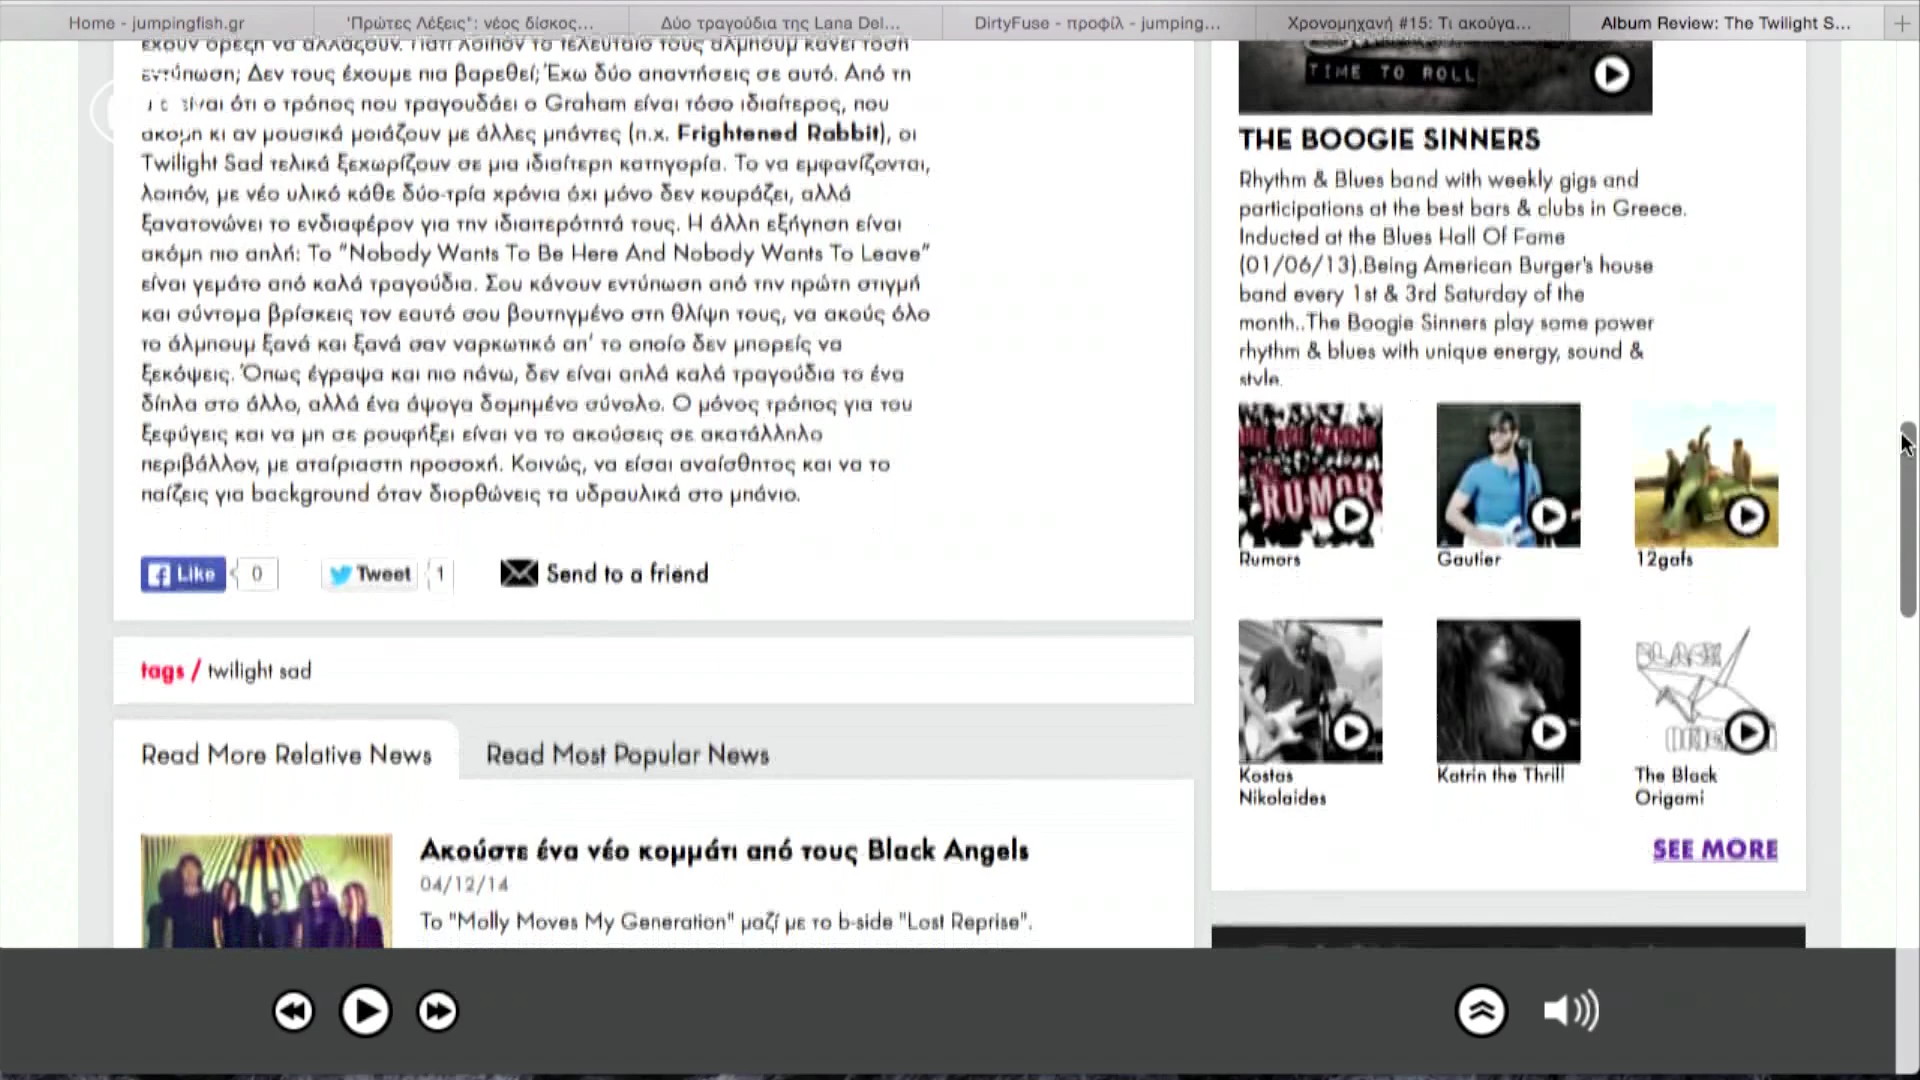 Home - jumpingfish.gr
'Πρώτες Λέξεις": νέος δίσκος...
Δύο τραγούδια της Lana Del...
DirtyFuse - προφίλ - jumping...
Χρονομηχανή #15: Τι ακούγα...
Album Review: The Twilight S...
έχουν όρεξη να αλλάζουν. Γιατί λοιπόν το τελευταίο τους άλμπουμ κάνει τόση
εντύπωση; Δεν τους έχουμε πια βαρεθεί; Έχω δύο απαντήσεις σε αυτό. Από τη
είναι ότι ο τρόπος που τραγουδάει ο Graham είναι τόσο ιδιαίτερος, που
ακόμη κι αν μουσικά μοιάζουν με άλλες μπάντες (π.χ. Frightened Rabbit), οι
Twilight Sad τελικά ξεχωρίζουν σε μια ιδιαίτερη κατηγορία. Το να εμφανίζονται,
λοιπόν, με νέο υλικό κάθε δύο-τρία χρόνια όχι μόνο δεν κουράζει, αλλά
ξανατονώνει το ενδιαφέρον για την ιδιαιτερότητά τους. Η άλλη εξήγηση είναι
ακόμη πιο απλή: Το "Nobody Wants To Be Here And Nobody Wants To Leave"
είναι γεμάτο από καλά τραγούδια. Σου κάνουν εντύπωση από την πρώτη στιγμή
και σύντομα βρίσκεις τον εαυτό σου βουτηγμένο στη θλίψη τους, να ακούς όλο
το άλμπουμ ξανά και ξανά σαν ναρκωτικό απ' το οποίο δεν μπορείς να
ξεκόψεις. Όπως έγραψα και πιο πάνω, δεν είναι απλά καλά τραγούδια το ένα
δίπλα στο άλλο, αλλά ένα άψογα δομημένο σύνολο. Ο μόνος τρόπος για του
ξεφύγεις και να μη σε ρουφήξει είναι να το ακούσεις σε ακατάλληλο
περιβάλλον, με αταίριαστη προσοχή. Κοινώς, να είσαι αναίσθητος και να το
παίζεις για background όταν διορθώνεις τα υδραυλικά στο μπάνιο.
Like 0
Tweet 1
Send to a friend
tags / twilight sad
Read More Relative News
Read Most Popular News
Ακούστε ένα νέο κομμάτι από τους Black Angels
04/12/14
Το "Molly Moves My Generation" μαζί με το b-side "Lost Reprise".
TIME TO ROLL
THE BOOGIE SINNERS
Rhythm & Blues band with weekly gigs and
participations at the best bars & clubs in Greece.
Inducted at the Blues Hall Of Fame
(01/06/13).Being American Burger's house
band every 1st & 3rd Saturday of the
month..The Boogie Sinners play some power
rhythm & blues with unique energy, sound &
style.
RUMORS
Rumors
Gautier
12gafs
BLACK
Kostas
Nikolaides
Katrin the Thrill
The Black
Origami
SEE MORE